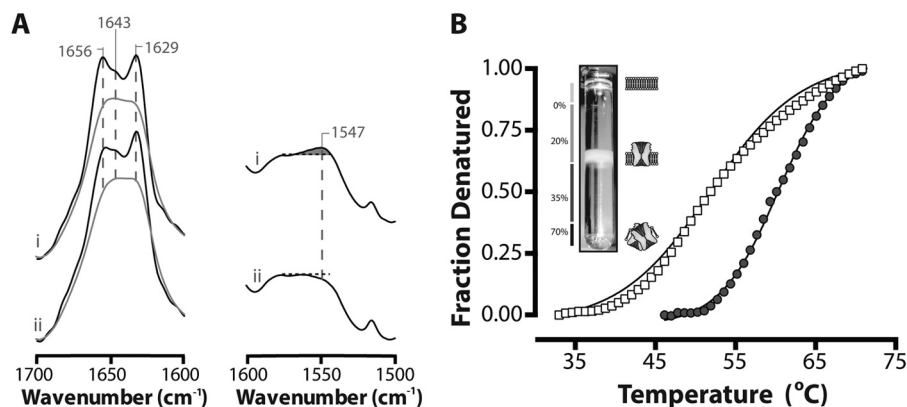 A
1643
1656
1629
i
ii
1700 1650 1600
Wavenumber (cm⁻¹)
1547
i
ii
1600 1550 1500
Wavenumber (cm⁻¹)
B
Fraction Denatured
1.00
0.75
0.50
0.25
0.00
0%
20%
35%
70%
35 45 55 65 75
Temperature (°C)